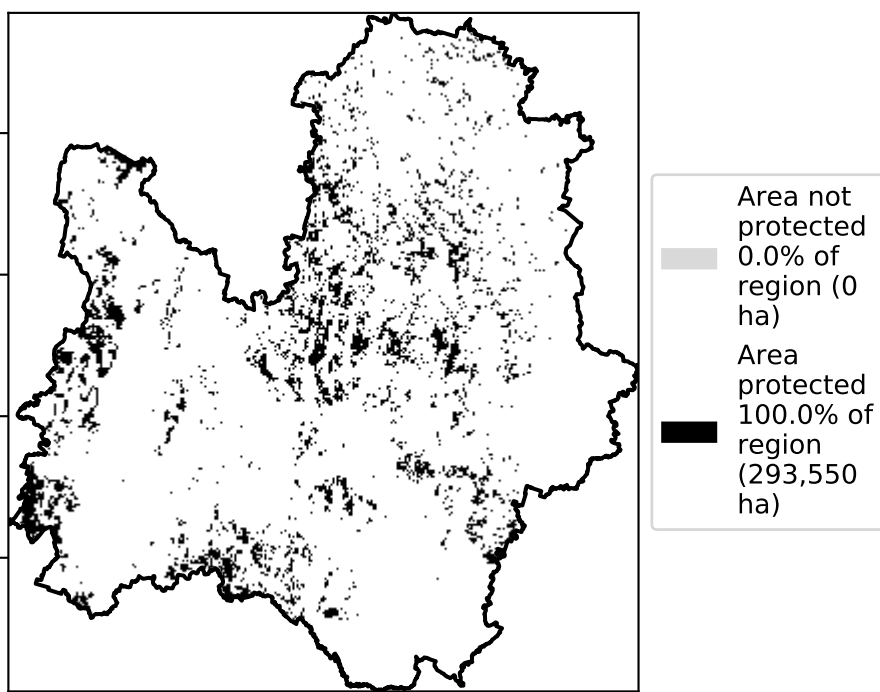 Area not
protected
0.0% of
region (0
ha)
Area
protected
100.0% of
region
(293,550
ha)